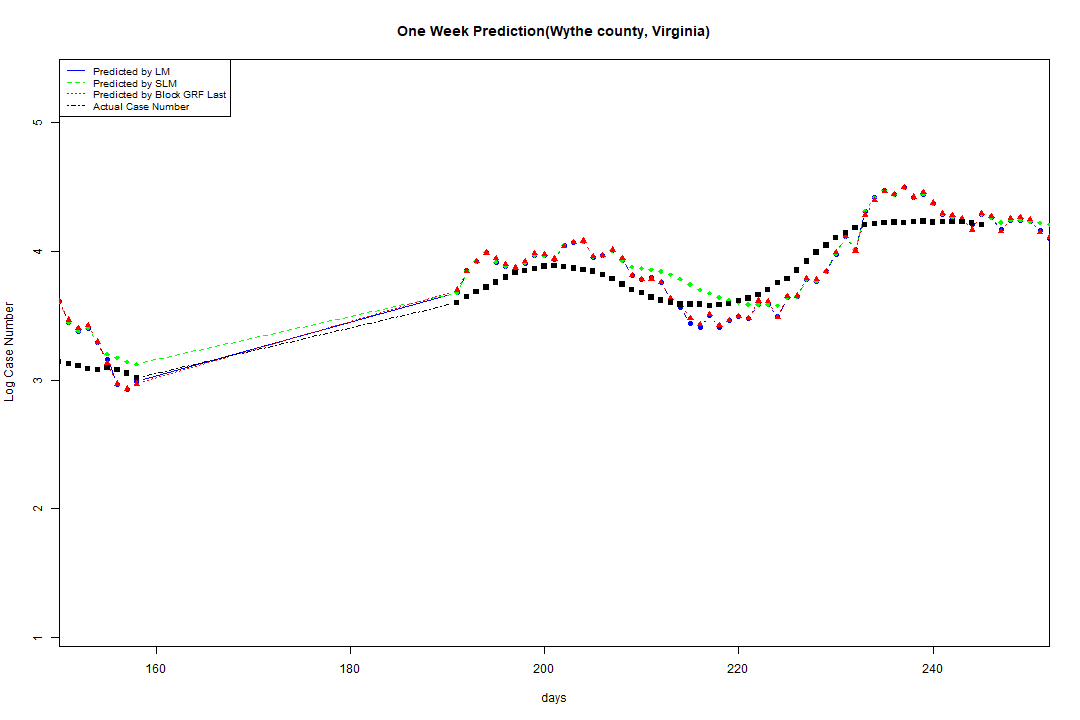 One Week Prediction(Wythe county, Virginia)
Predicted by LM
Predicted by SLM
Predicted by Block GRF Last
Actual Case Number
5
4
3
2
1
Log Case Number
160 180 200 220 240
days